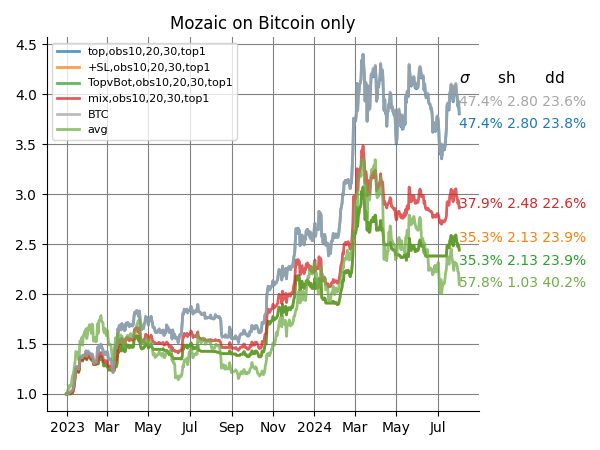 Mozaic on Bitcoin only
top,obs10,20,30,top1
+SL,obs10,20,30,top1
TopvBot,obs10,20,30,top1
mix,obs10,20,30,top1
BTC
avg
σ sh dd
47.4% 2.80 23.6%
47.4% 2.80 23.8%
37.9% 2.48 22.6%
35.3% 2.13 23.9%
35.3% 2.13 23.9%
57.8% 1.03 40.2%
4.5
4.0
3.5
3.0
2.5
2.0
1.5
1.0
2023 Mar May Jul Sep Nov 2024 Mar May Jul